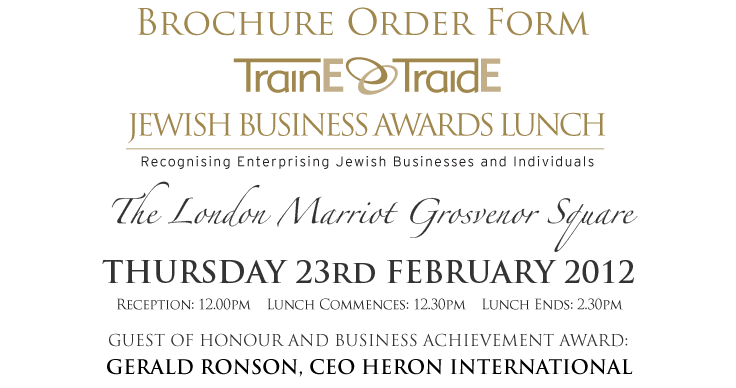 Brochure Order Form
TrainE TraidE
JEWISH BUSINESS AWARDS LUNCH
Recognising Enterprising Jewish Businesses and Individuals
The London Marriot Grosvenor Square
THURSDAY 23RD FEBRUARY 2012
Reception: 12.00pm Lunch Commences: 12.30pm Lunch Ends: 2.30pm
GUEST OF HONOUR AND BUSINESS ACHIEVEMENT AWARD:
GERALD RONSON, CEO HERON INTERNATIONAL